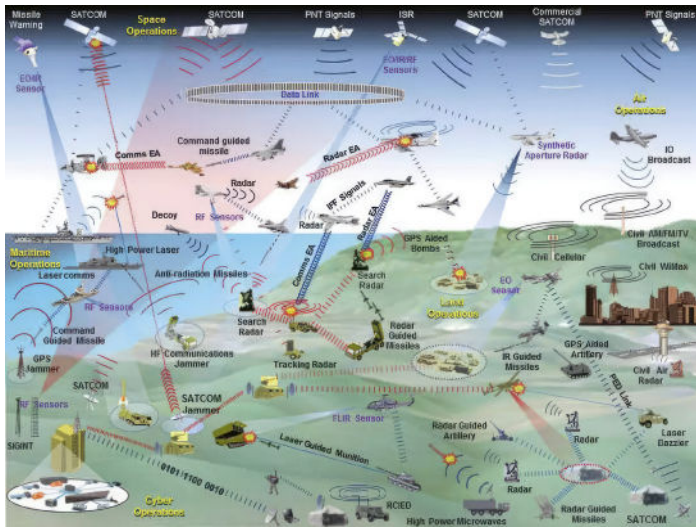 Missile
Warning
SATCOM
Space
Operations
PNT Signals
ISR
SATCOM
Commercial
SATCOM
PNT Signals
EO/IR
Sensor
EO/IR/RF
Sensors
Data Link
Air
Operations
Command guided
missile
Comms EA
Radar EA
Synthetic
Aperture Radar
IO
Broadcast
Radar
RF Sensors
IFF Signals
Decoy
Radar
Radar EA
Civil AM/FM/TV
Broadcast
Maritime
Operations
High Power Laser
Laser comms
Anti-radiation Missiles
Comms EA
GPS Aided
Bombs
Civil Cellular
Civil WiMax
Search
Radar
EO
Sensor
RF Sensors
Land
Operations
Command
Guided Missile
Search
Radar
Radar
Guided
Missiles
GPS
Jammer
HF Communications
Jammer
Tracking Radar
IR Guided
Missiles
GPS Aided
Artillery
Civil Air
Radar
SATCOM
SATCOM
Jammer
RF Sensors
FLIR Sensor
Radar Guided
Artillery
Radar
Laser
Dazzler
SIGINT
Laser Guided Munition
0101 1100 0010
Radar
Cyber
Operations
RCIED
High Power Microwaves
Radar Guided
Missiles
SATCOM